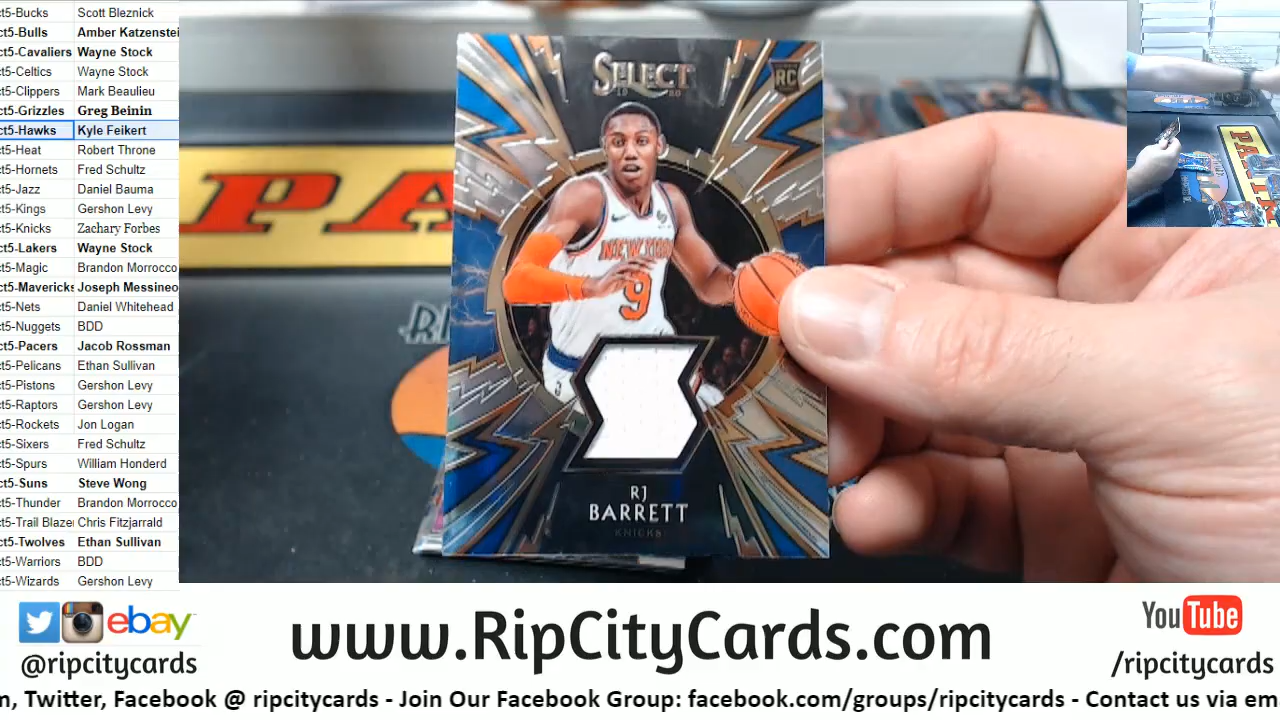 ct5-Bucks Scott Bleznick
ct5-Bulls Amber Katzenstei
ct5-Cavaliers Wayne Stock
ct5-Celtics Wayne Stock
ct5-Clippers Mark Beaulieu
ct5-Grizzles Greg Beinin
ct5-Hawks Kyle Feikert
ct5-Heat Robert Throne
ct5-Hornets Fred Schultz
ct5-Jazz Daniel Bauma
ct5-Kings Gershon Levy
ct5-Knicks Zachary Forbes
ct5-Lakers Wayne Stock
ct5-Magic Brandon Morrocco
ct5-Mavericks Joseph Messineo
ct5-Nets Daniel Whitehead
ct5-Nuggets BDD
ct5-Pacers Jacob Rossman
ct5-Pelicans Ethan Sullivan
ct5-Pistons Gershon Levy
ct5-Raptors Gershon Levy
ct5-Rockets Jon Logan
ct5-Sixers Fred Schultz
ct5-Spurs William Honderd
ct5-Suns Steve Wong
ct5-Thunder Brandon Morrocco
ct5-Trail Blaze Chris Fitzjarrald
ct5-Twolves Ethan Sullivan
ct5-Warriors BDD
ct5-Wizards Gershon Levy
PA
SELECT
19 20
RC
NEW YORK
9
RJ
BARRETT
KNICKS
PANI
ebay
@ripcitycards
www.RipCityCards.com
YouTube
/ripcitycards
m, Twitter, Facebook @ ripcitycards - Join Our Facebook Group: facebook.com/groups/ripcitycards - Contact us via em